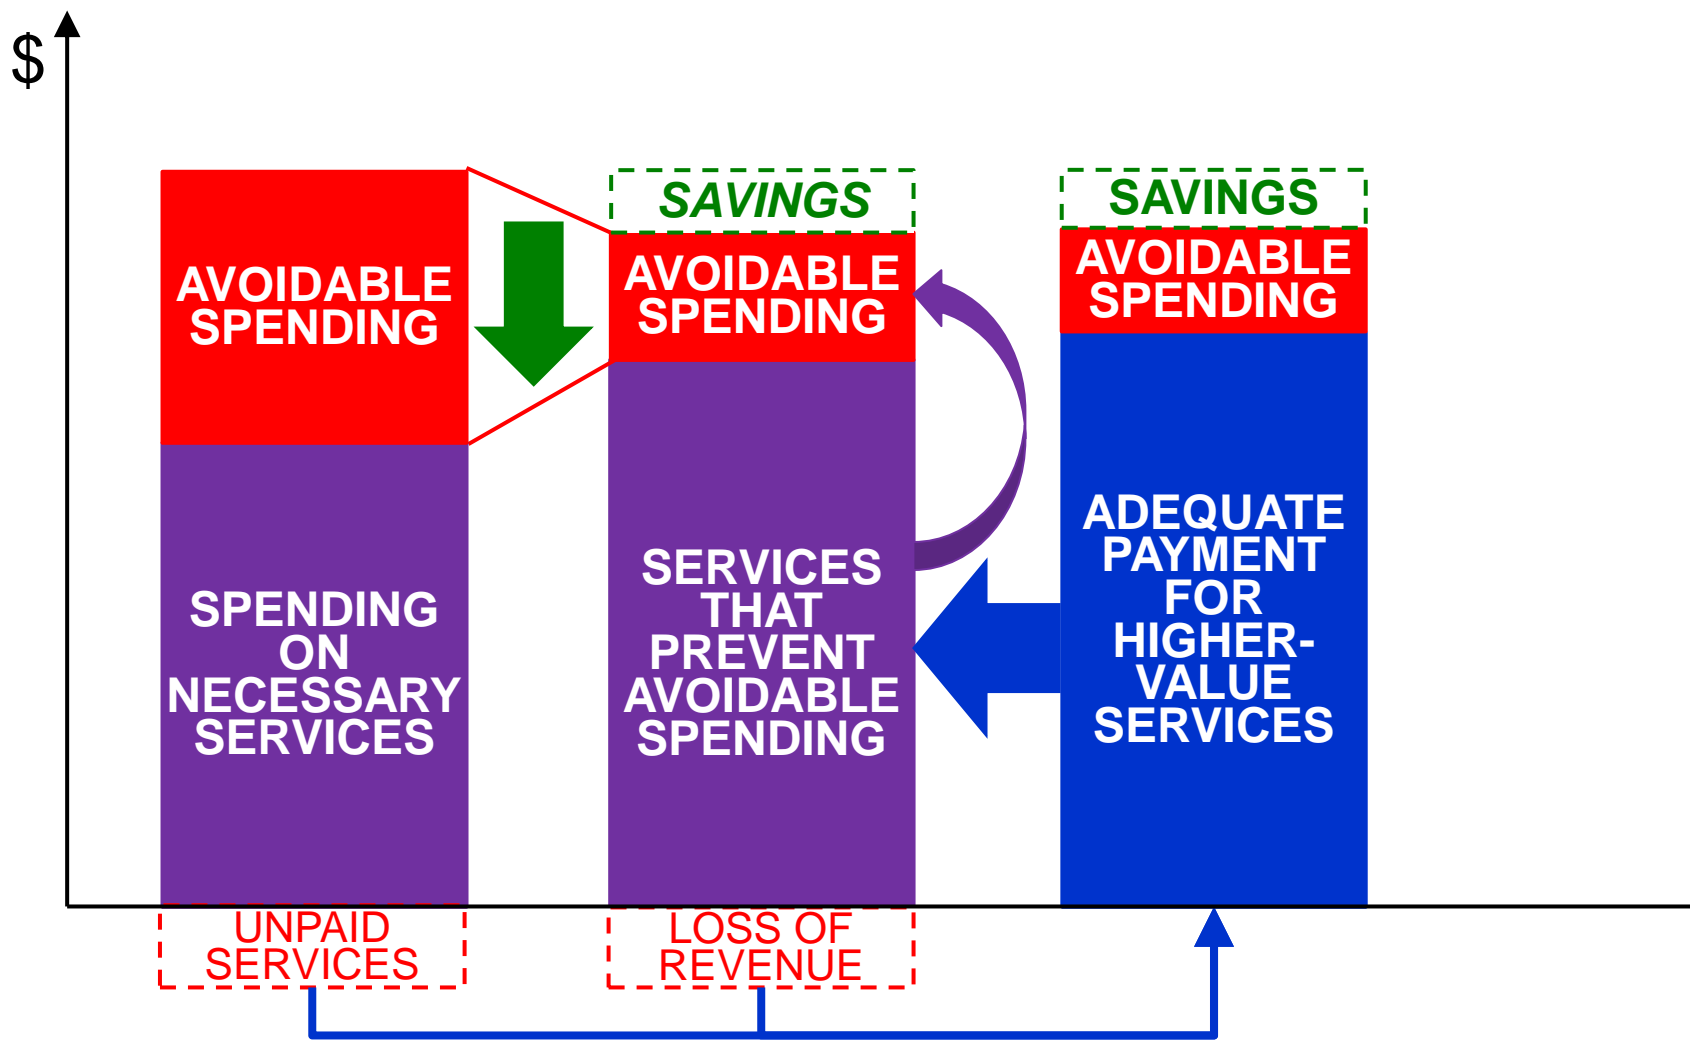 $
AVOIDABLE
SPENDING
SPENDING
ON
NECESSARY
SERVICES
UNPAID
SERVICES
SAVINGS
AVOIDABLE
SPENDING
SERVICES
THAT
PREVENT
AVOIDABLE
SPENDING
LOSS OF
REVENUE
SAVINGS
AVOIDABLE
SPENDING
ADEQUATE
PAYMENT
FOR
HIGHER-
VALUE
SERVICES